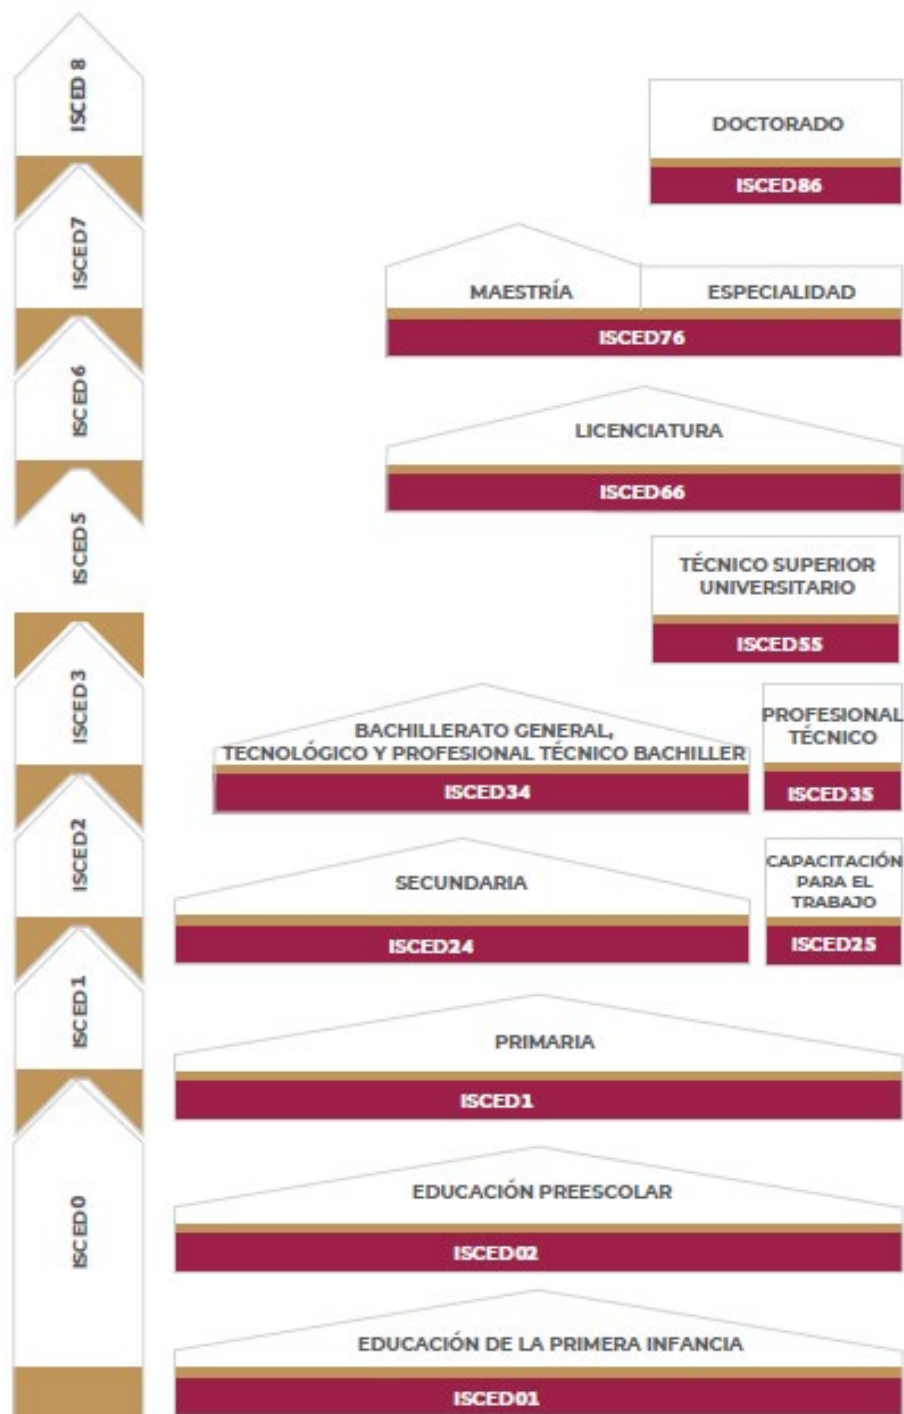 ISCED 8
DOCTORADO
ISCED86
ISCED7
MAESTRÍA
ESPECIALIDAD
ISCED76
ISCED6
LICENCIATURA
ISCED66
ISCED5
TÉCNICO SUPERIOR
UNIVERSITARIO
ISCED55
ISCED3
BACHILLERATO GENERAL,
TECNOLÓGICO Y PROFESIONAL TÉCNICO BACHILLER
ISCED34
PROFESIONAL
TÉCNICO
ISCED35
ISCED2
SECUNDARIA
ISCED24
CAPACITACIÓN
PARA EL
TRABAJO
ISCED25
ISCED1
PRIMARIA
ISCED1
ISCED0
EDUCACIÓN PREESCOLAR
ISCED02
EDUCACIÓN DE LA PRIMERA INFANCIA
ISCED01